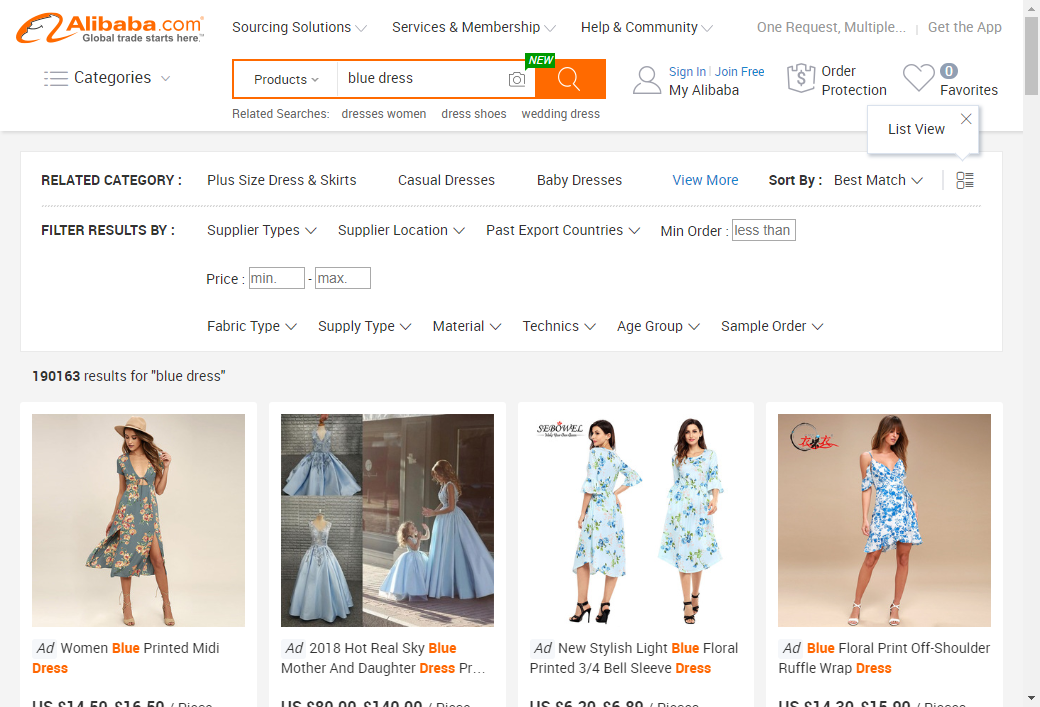 Alibaba.com
Global trade starts here.™
Sourcing Solutions
Services & Membership
Help & Community
One Request, Multiple...
Get the App
Categories
Products
blue dress
NEW
Sign In | Join Free
My Alibaba
Order
Protection
0
Favorites
Related Searches: dresses women dress shoes wedding dress
List View
RELATED CATEGORY : Plus Size Dress & Skirts Casual Dresses Baby Dresses View More Sort By : Best Match
FILTER RESULTS BY : Supplier Types Supplier Location Past Export Countries Min Order : less than
Price : min. - max.
Fabric Type Supply Type Material Technics Age Group Sample Order
190163 results for "blue dress"
SEBOWEL
Ad Women Blue Printed Midi
Dress
Ad 2018 Hot Real Sky Blue
Mother And Daughter Dress Pr...
Ad New Stylish Light Blue Floral
Printed 3/4 Bell Sleeve Dress
Ad Blue Floral Print Off-Shoulder
Ruffle Wrap Dress
US $14.50-$16.50 / Piece
US $80.00-$140.00 / Piece
US $6.20-$6.89 / Pieces
US $14.30-$15.90 / Pieces